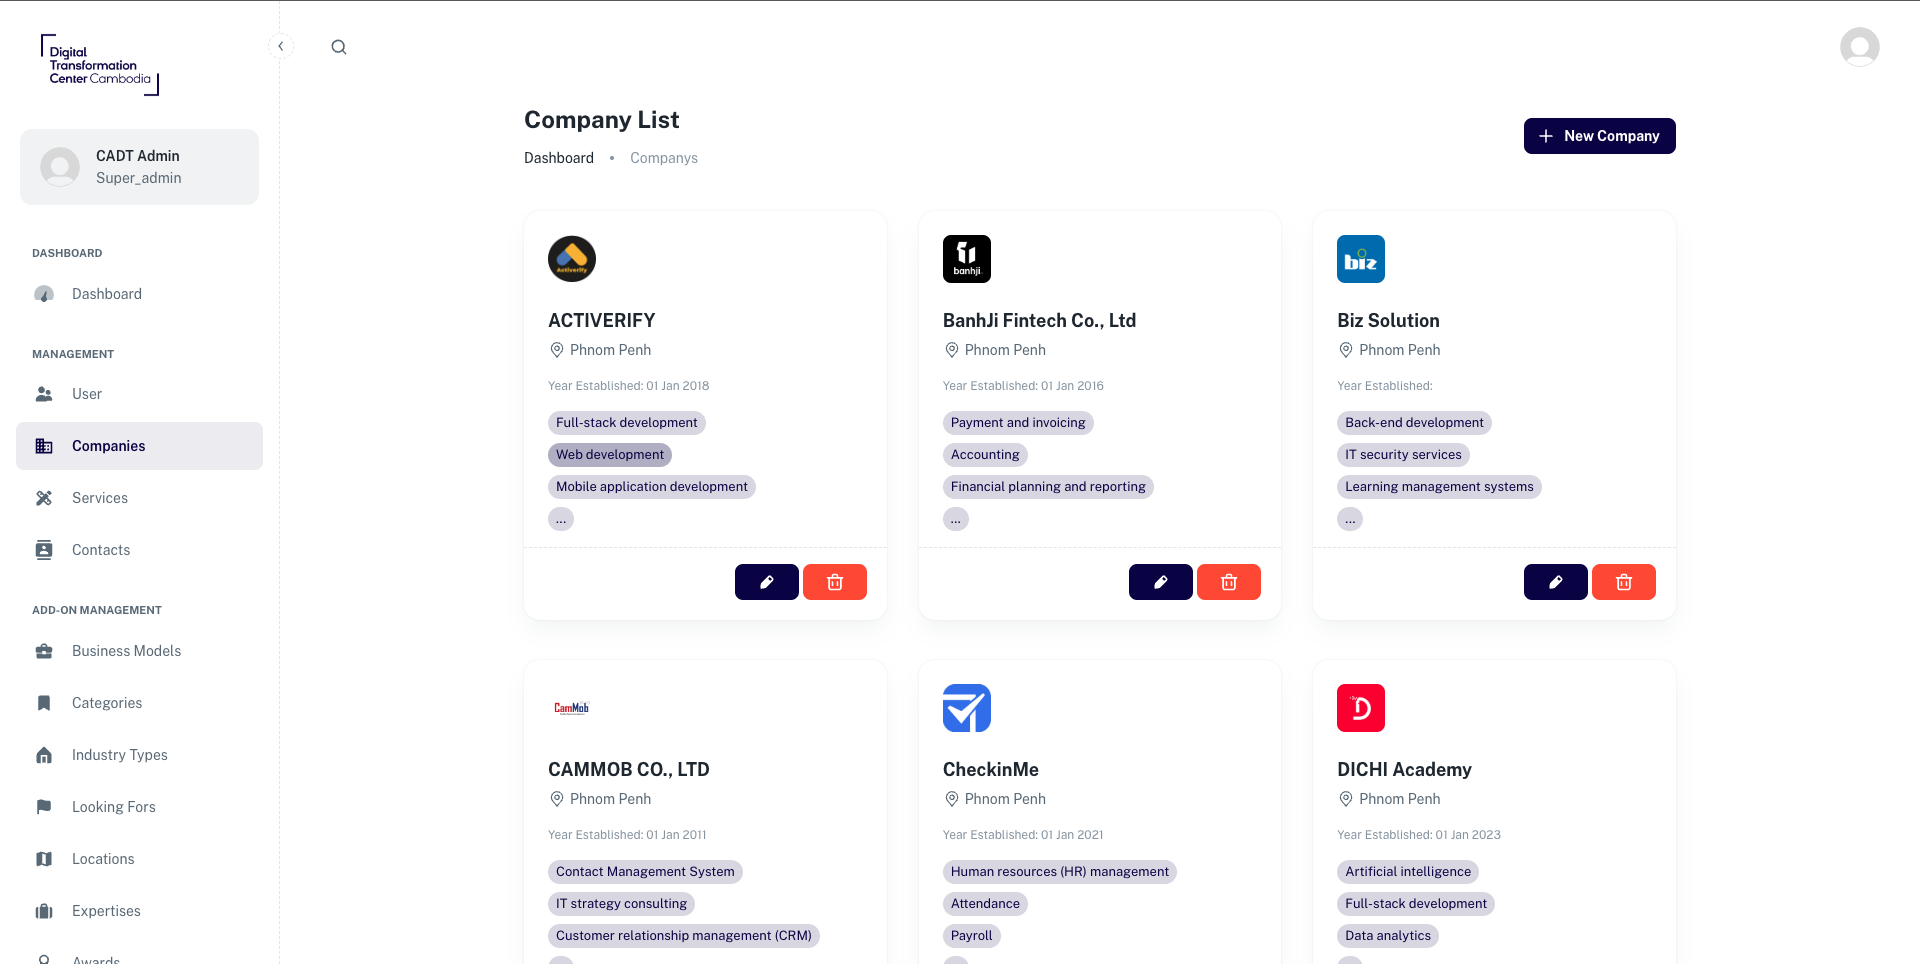 Digital
Transformation
Center Cambodia
CADT Admin
Super_admin
DASHBOARD
Dashboard
MANAGEMENT
User
Companies
Services
Contacts
ADD-ON MANAGEMENT
Business Models
Categories
Industry Types
Looking Fors
Locations
Expertises
Awards
Company List
Dashboard • Companys
New Company
Activerify
ACTIVERIFY
Phnom Penh
Year Established: 01 Jan 2018
Full-stack development
Web development
Mobile application development
...
banhji
BanhJi Fintech Co., Ltd
Phnom Penh
Year Established: 01 Jan 2016
Payment and invoicing
Accounting
Financial planning and reporting
...
biz
Biz Solution
Phnom Penh
Year Established:
Back-end development
IT security services
Learning management systems
...
CamMob
CAMMOB CO., LTD
Phnom Penh
Year Established: 01 Jan 2011
Contact Management System
IT strategy consulting
Customer relationship management (CRM)
CheckinMe
Phnom Penh
Year Established: 01 Jan 2021
Human resources (HR) management
Attendance
Payroll
D
DICHI Academy
Phnom Penh
Year Established: 01 Jan 2023
Artificial intelligence
Full-stack development
Data analytics